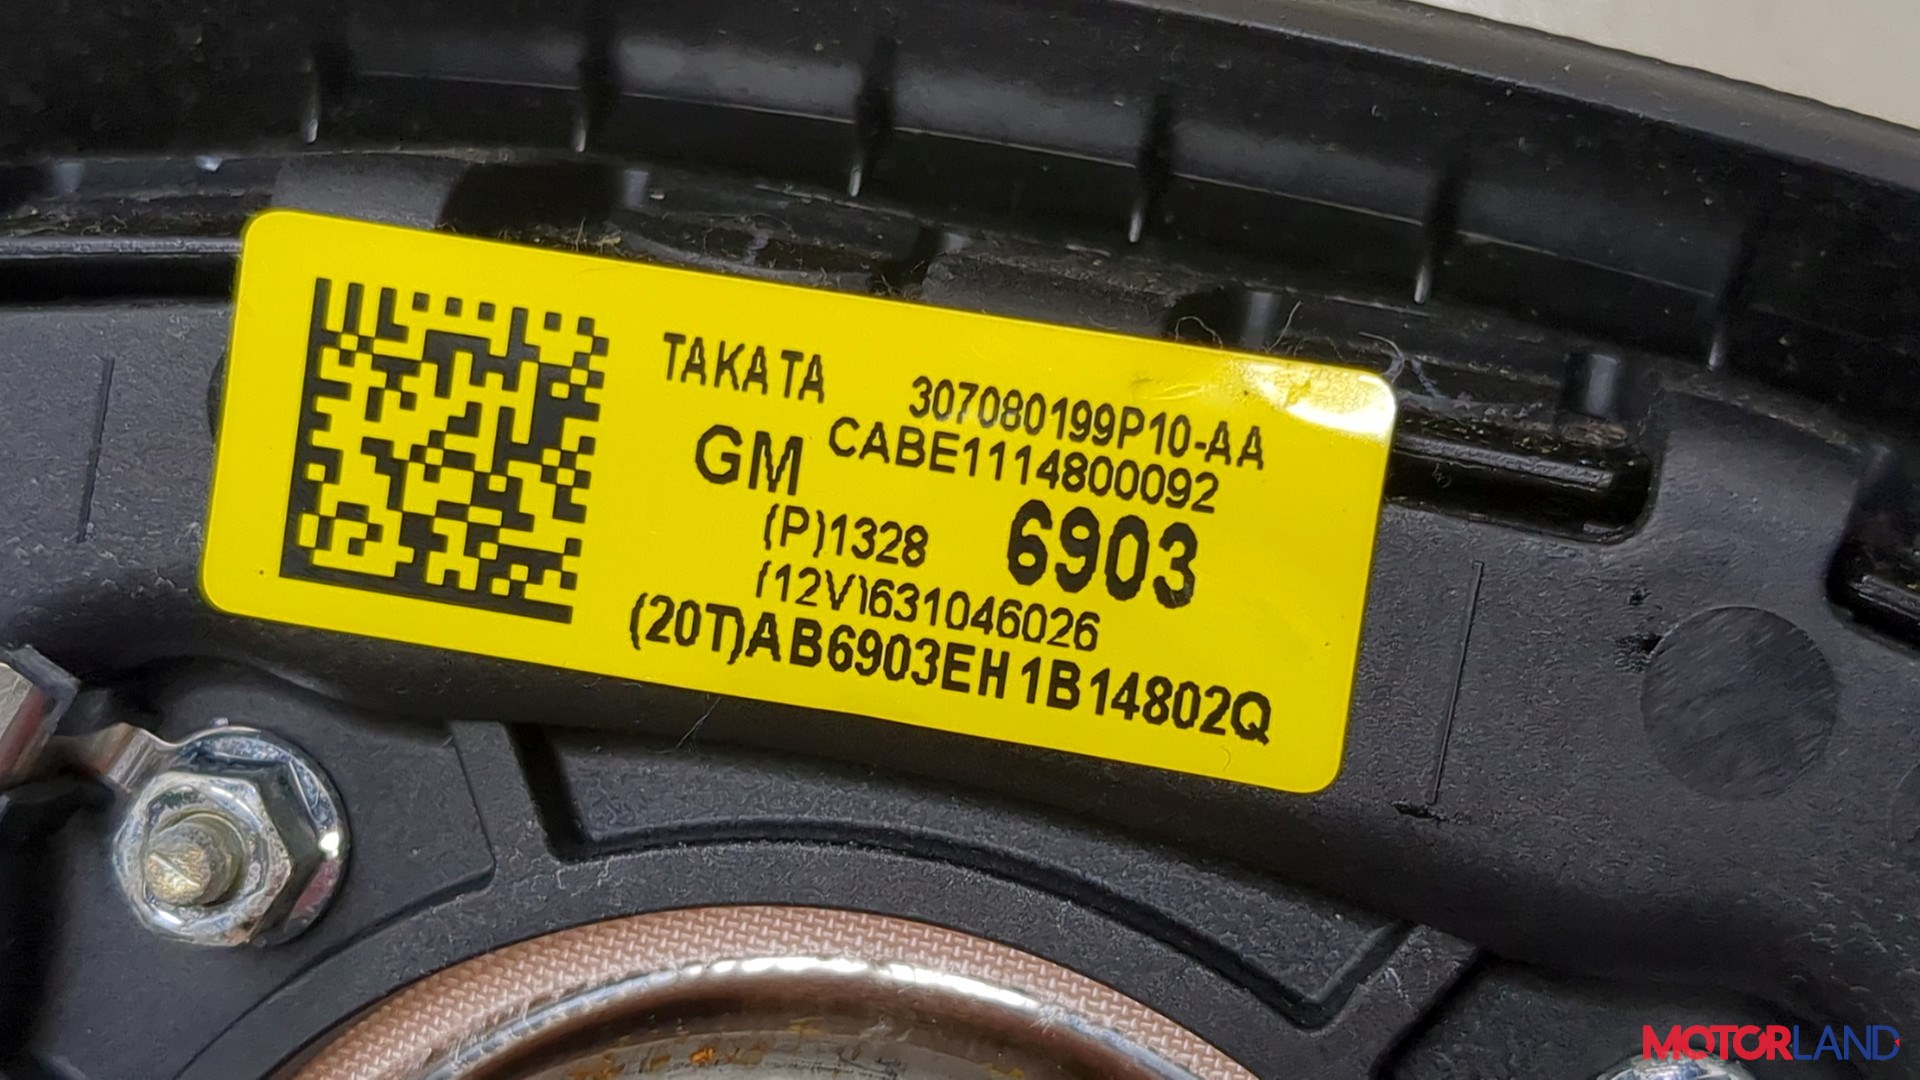 TAKATA 307080199P10-AA
GM CABE1114800092
(P)1328 6903
(12V)631046026
(20T)AB6903EH1B14802Q
MOTORLAND